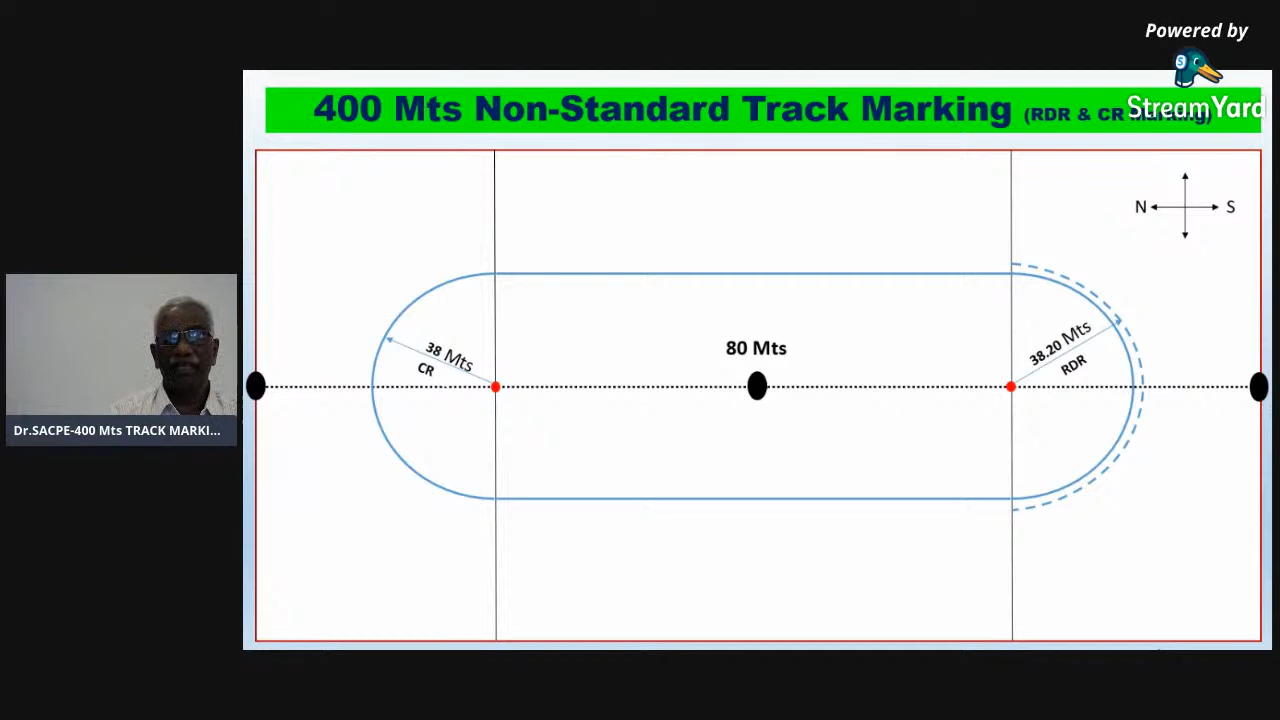 Powered by
StreamYard
400 Mts Non-Standard Track Marking (RDR & CR Marking)
N S
80 Mts
38 Mts
CR
38.20 Mts
RDR
Dr.SACPE-400 Mts TRACK MARKI...